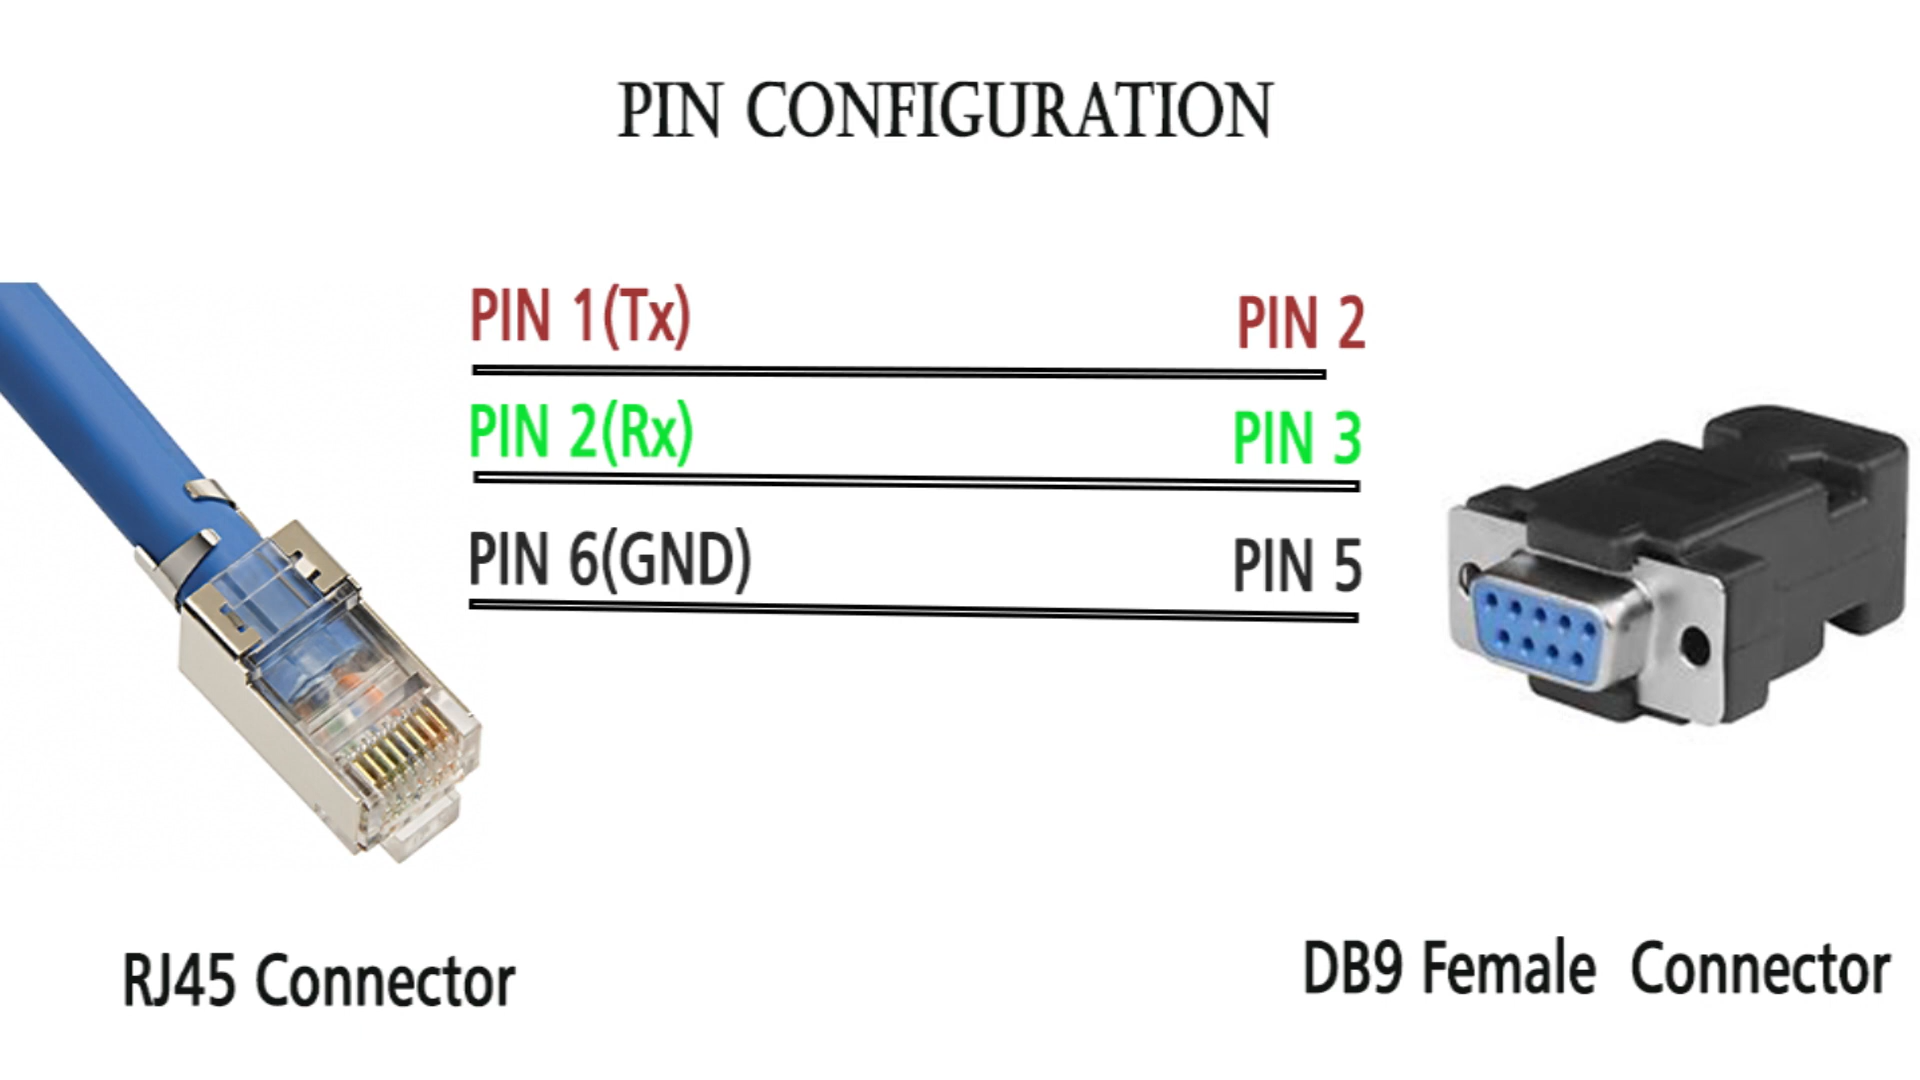 PIN CONFIGURATION
PIN 1(Tx) PIN 2
PIN 2(Rx) PIN 3
PIN 6(GND) PIN 5
RJ45 Connector
DB9 Female Connector